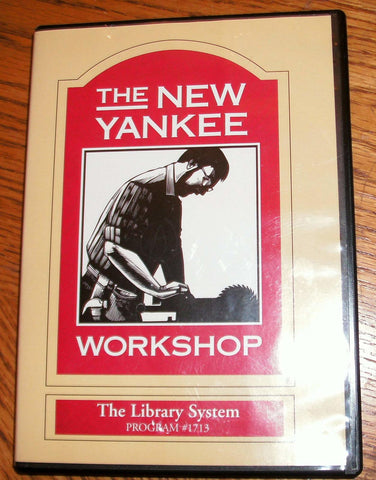 THE NEW
YANKEE
WORKSHOP
The Library System
PROGRAM #1713